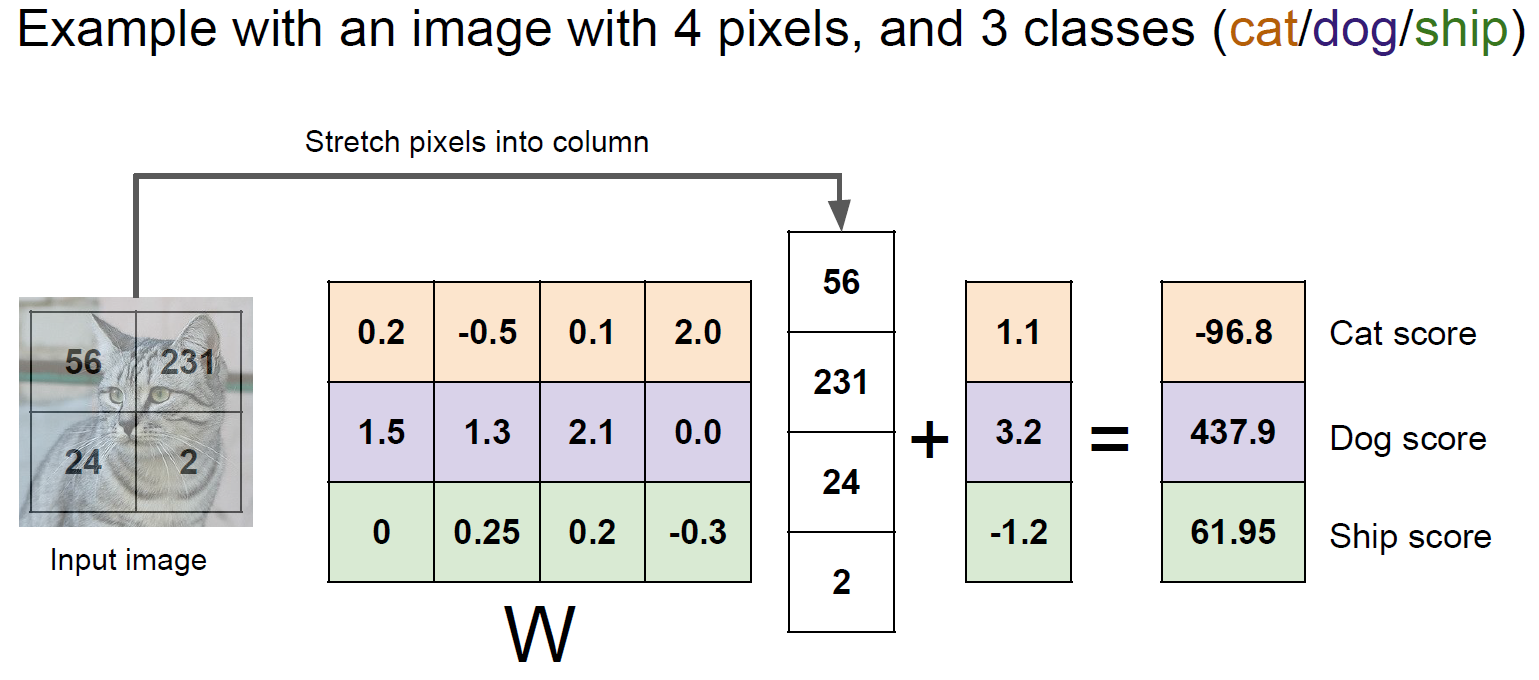 Example with an image with 4 pixels, and 3 classes (cat/dog/ship)
Stretch pixels into column
56 231
24 2
Input image
0.2 -0.5 0.1 2.0
1.5 1.3 2.1 0.0
0 0.25 0.2 -0.3
W
56
231
24
2
+
1.1
3.2
-1.2
=
-96.8 Cat score
437.9 Dog score
61.95 Ship score